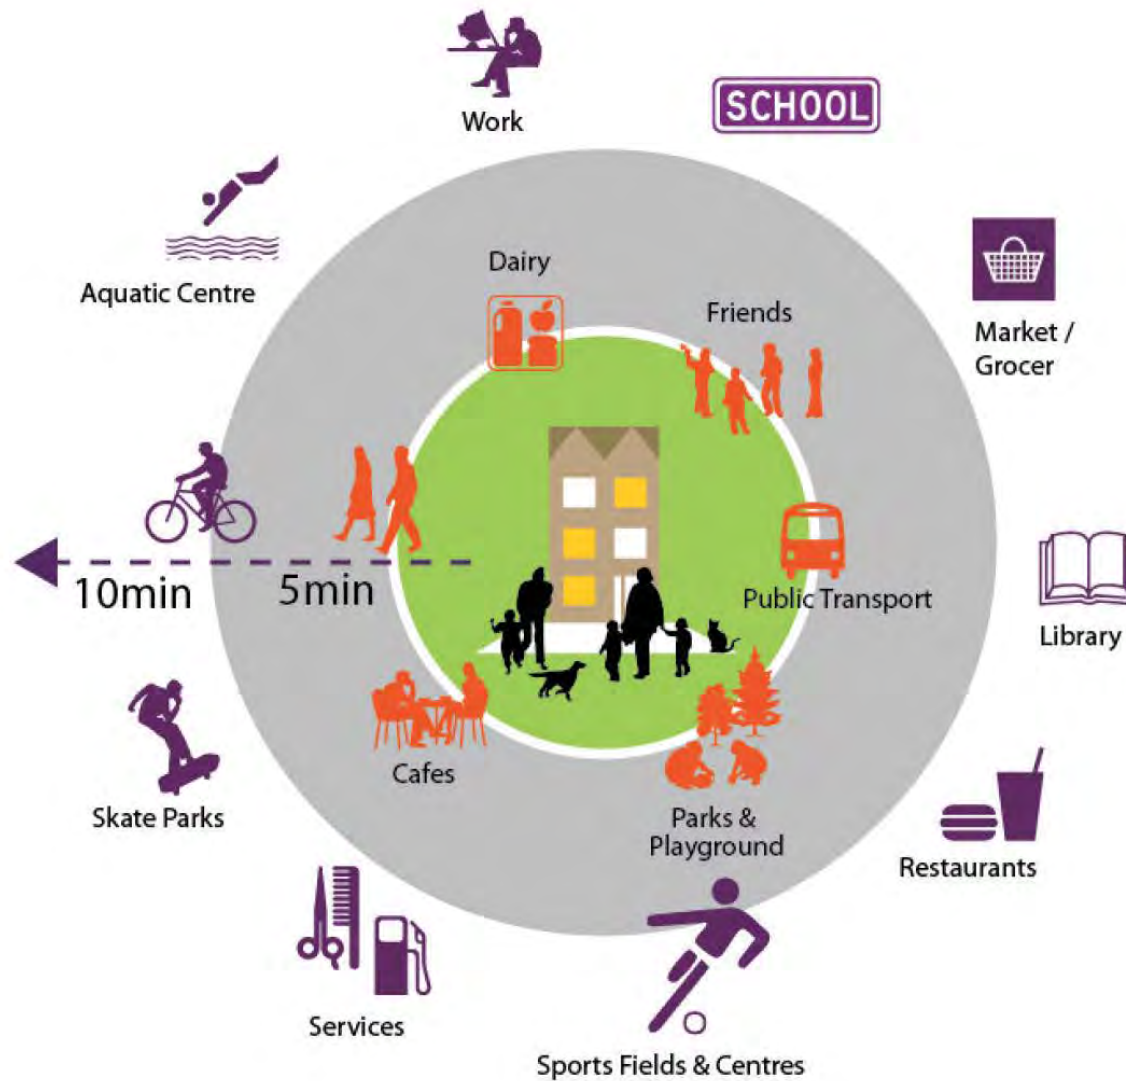 Work
SCHOOL
Aquatic Centre
Dairy
Friends
Market /
Grocer
10min
5min
Public Transport
Library
Skate Parks
Cafes
Parks &
Playground
Restaurants
Services
Sports Fields & Centres